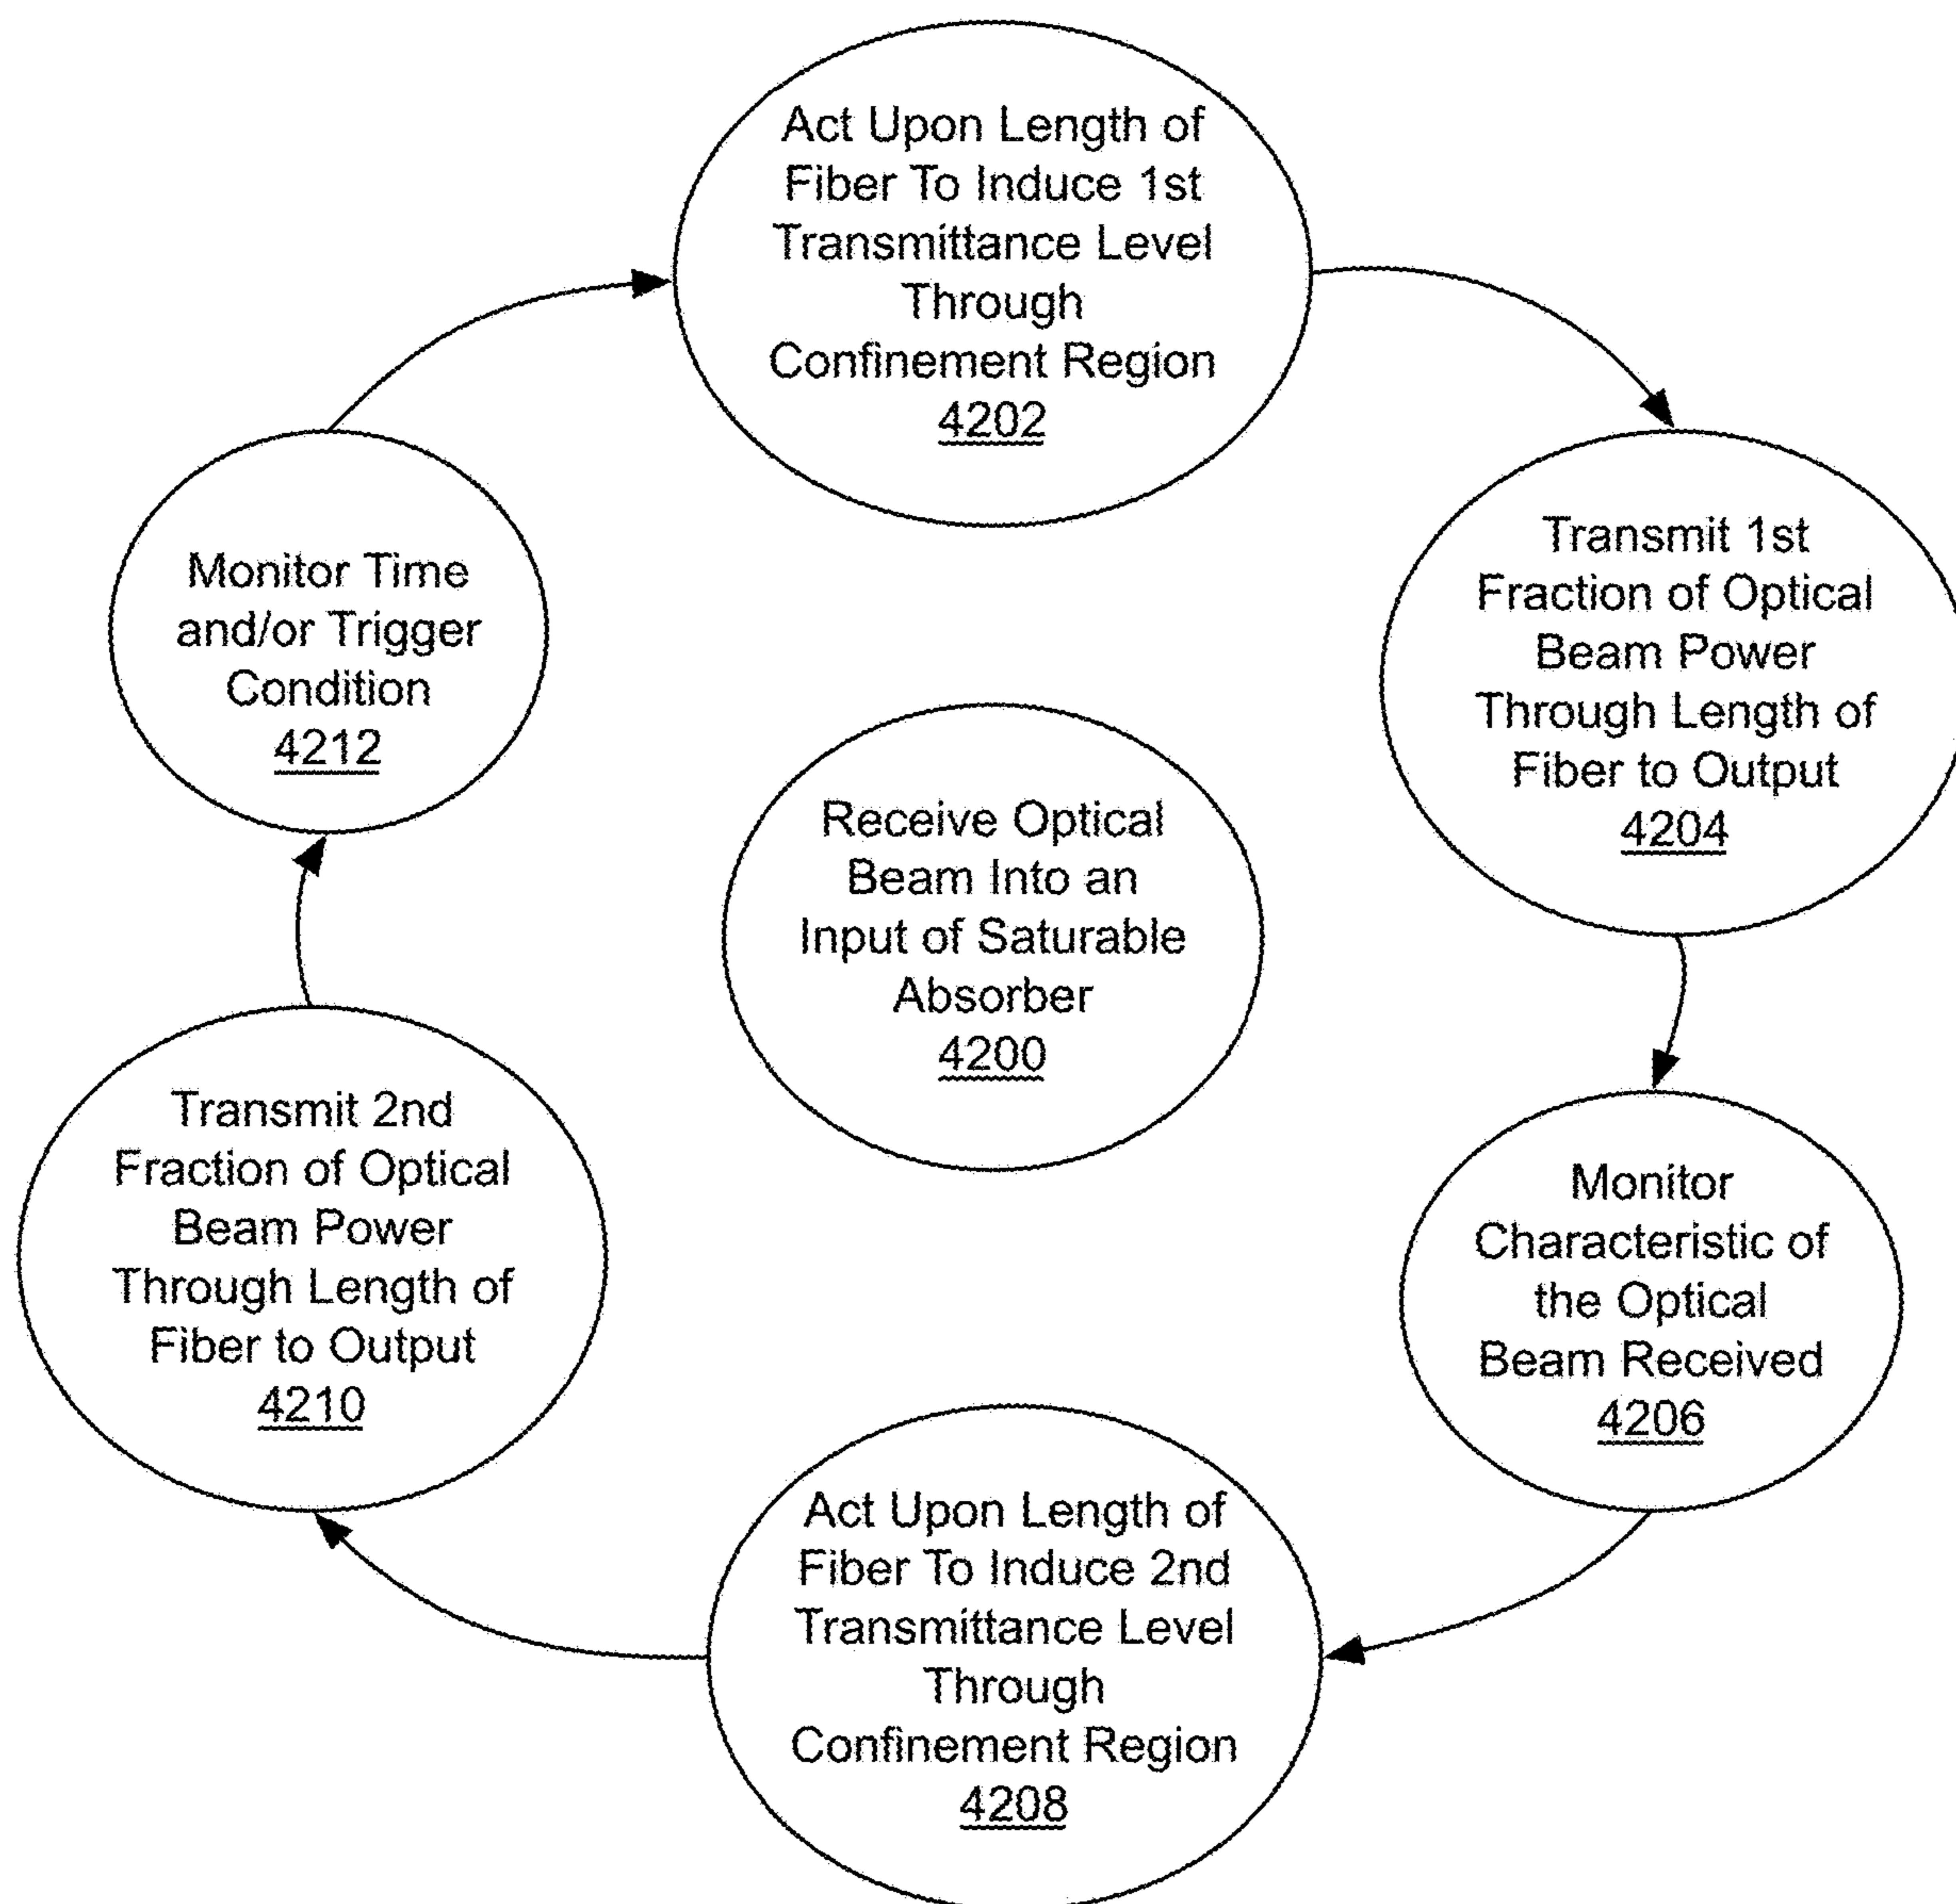 Act Upon Length of
Fiber To Induce 1st
Transmittance Level
Through
Confinement Region
4202
Transmit 1st
Fraction of Optical
Beam Power
Through Length of
Fiber to Output
4204
Monitor
Characteristic of
the Optical
Beam Received
4206
Act Upon Length of
Fiber To Induce 2nd
Transmittance Level
Through
Confinement Region
4208
Transmit 2nd
Fraction of Optical
Beam Power
Through Length of
Fiber to Output
4210
Monitor Time
and/or Trigger
Condition
4212
Receive Optical
Beam Into an
Input of Saturable
Absorber
4200